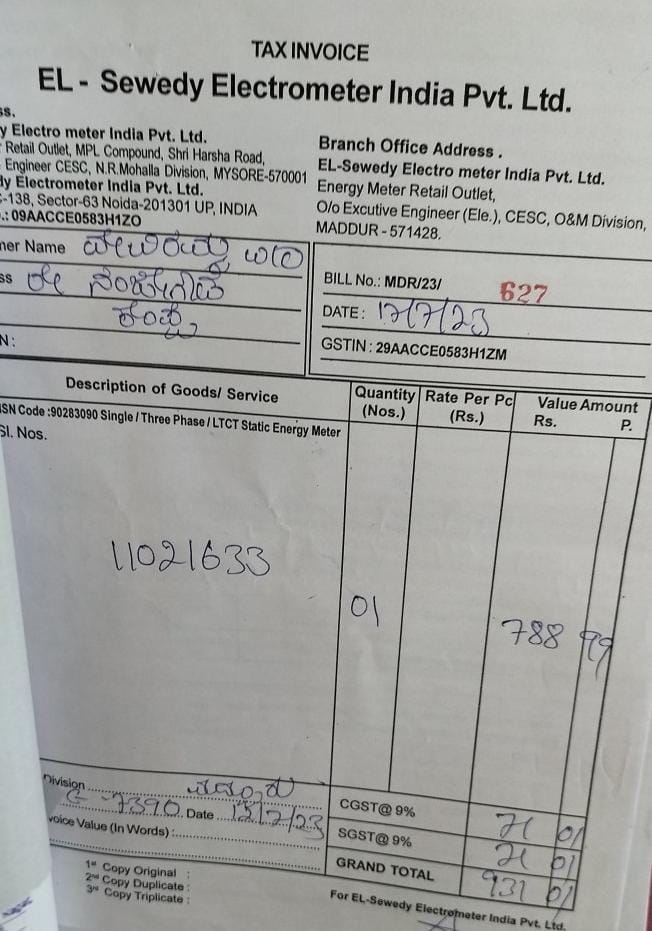 TAX INVOICE
EL - Sewedy Electrometer India Pvt. Ltd.
ss.
y Electro meter India Pvt. Ltd.
Retail Outlet, MPL Compound, Shri Harsha Road,
Engineer CESC, N.R.Mohalla Division, MYSORE-570001
ly Electrometer India Pvt. Ltd.
-138, Sector-63 Noida-201301 UP, INDIA
.: 09AACCE0583H1ZO
Branch Office Address .
EL-Sewedy Electro meter India Pvt. Ltd.
Energy Meter Retail Outlet,
O/o Excutive Engineer (Ele.), CESC, O&M Division,
MADDUR - 571428.
ner Name
ss
N :
BILL No.: MDR/23/ 627
DATE : 17/7/23
GSTIN : 29AACCE0583H1ZM
Description of Goods/ Service Quantity (Nos.) Rate Per Pc (Rs.) Value Amount Rs. P.
SN Code :90283090 Single / Three Phase / LTCT Static Energy Meter
Sl. Nos.
11021633 01 788 99
Division
7390 Date 13/7/23
voice Value (In Words) :
CGST@ 9% 71 01
SGST@ 9% 71 01
GRAND TOTAL 931 01
1st Copy Original :
2nd Copy Duplicate :
3rd Copy Triplicate :
For EL-Sewedy Electrometer India Pvt. Ltd.